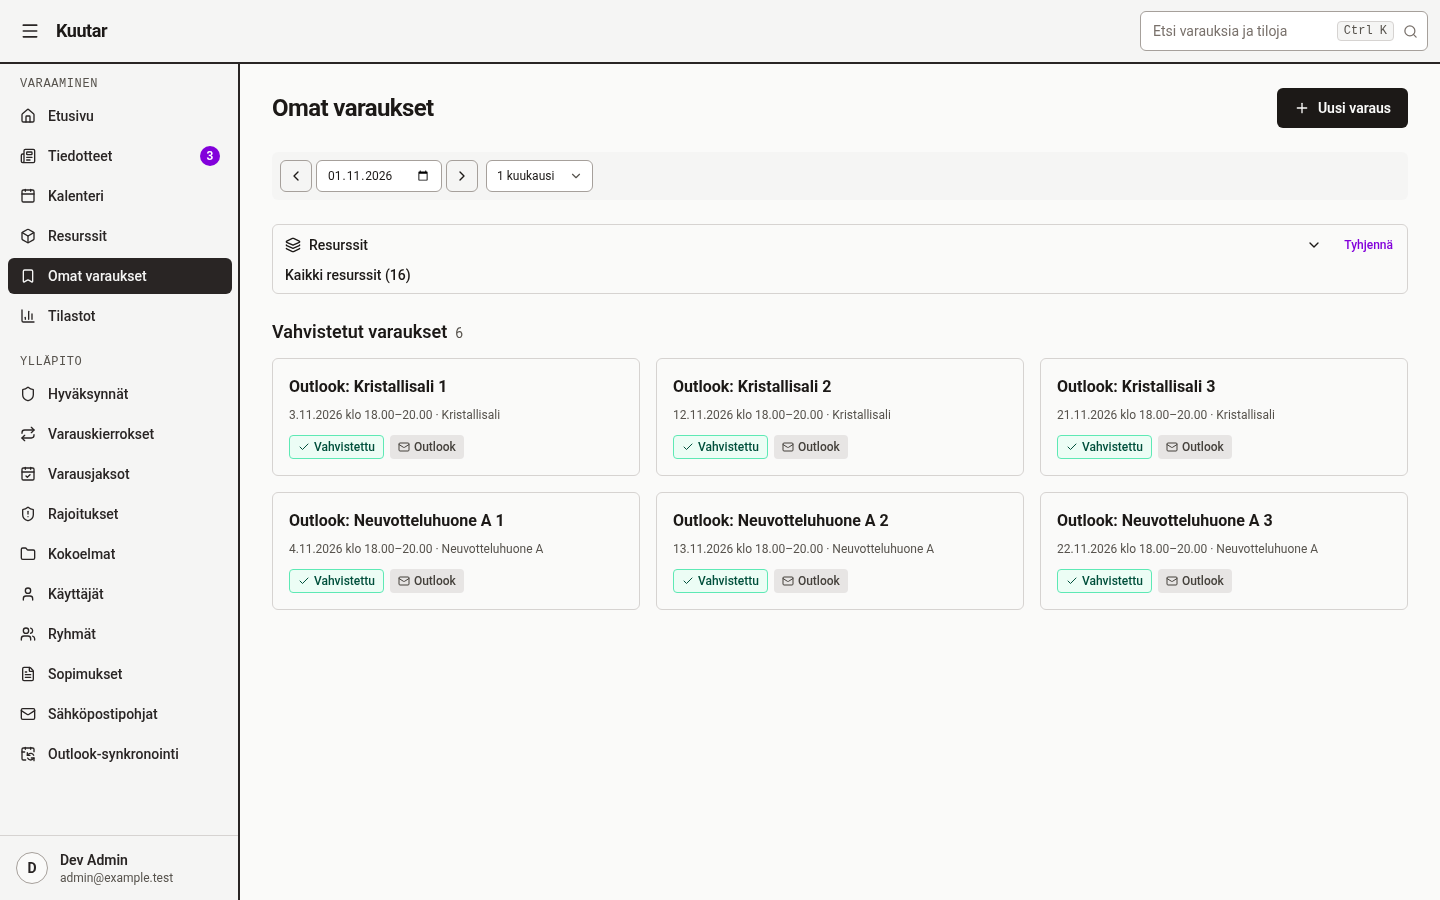 Kuutar
Etsi varauksia ja tiloja
Ctrl K
VARAAMINEN
Etusivu
Tiedotteet
3
Kalenteri
Resurssit
Omat varaukset
Tilastot
YLLÄPITO
Hyväksynnät
Varauskierrokset
Varausjaksot
Rajoitukset
Kokoelmat
Käyttäjät
Ryhmät
Sopimukset
Sähköpostipohjat
Outlook-synkronointi
D
Dev Admin
admin@example.test
Omat varaukset
Uusi varaus
01.11.2026
1 kuukausi
Resurssit
Tyhjennä
Kaikki resurssit (16)
Vahvistetut varaukset 6
Outlook: Kristallisali 1
3.11.2026 klo 18.00–20.00 · Kristallisali
Vahvistettu
Outlook
Outlook: Kristallisali 2
12.11.2026 klo 18.00–20.00 · Kristallisali
Vahvistettu
Outlook
Outlook: Kristallisali 3
21.11.2026 klo 18.00–20.00 · Kristallisali
Vahvistettu
Outlook
Outlook: Neuvotteluhuone A 1
4.11.2026 klo 18.00–20.00 · Neuvotteluhuone A
Vahvistettu
Outlook
Outlook: Neuvotteluhuone A 2
13.11.2026 klo 18.00–20.00 · Neuvotteluhuone A
Vahvistettu
Outlook
Outlook: Neuvotteluhuone A 3
22.11.2026 klo 18.00–20.00 · Neuvotteluhuone A
Vahvistettu
Outlook